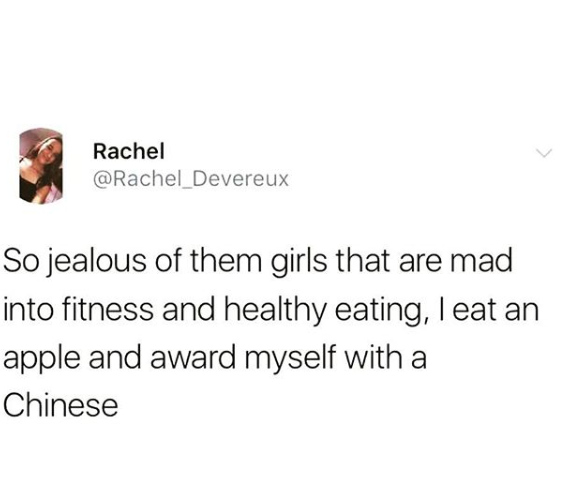 Rachel
@Rachel_Devereux
So jealous of them girls that are mad
into fitness and healthy eating, I eat an
apple and award myself with a
Chinese